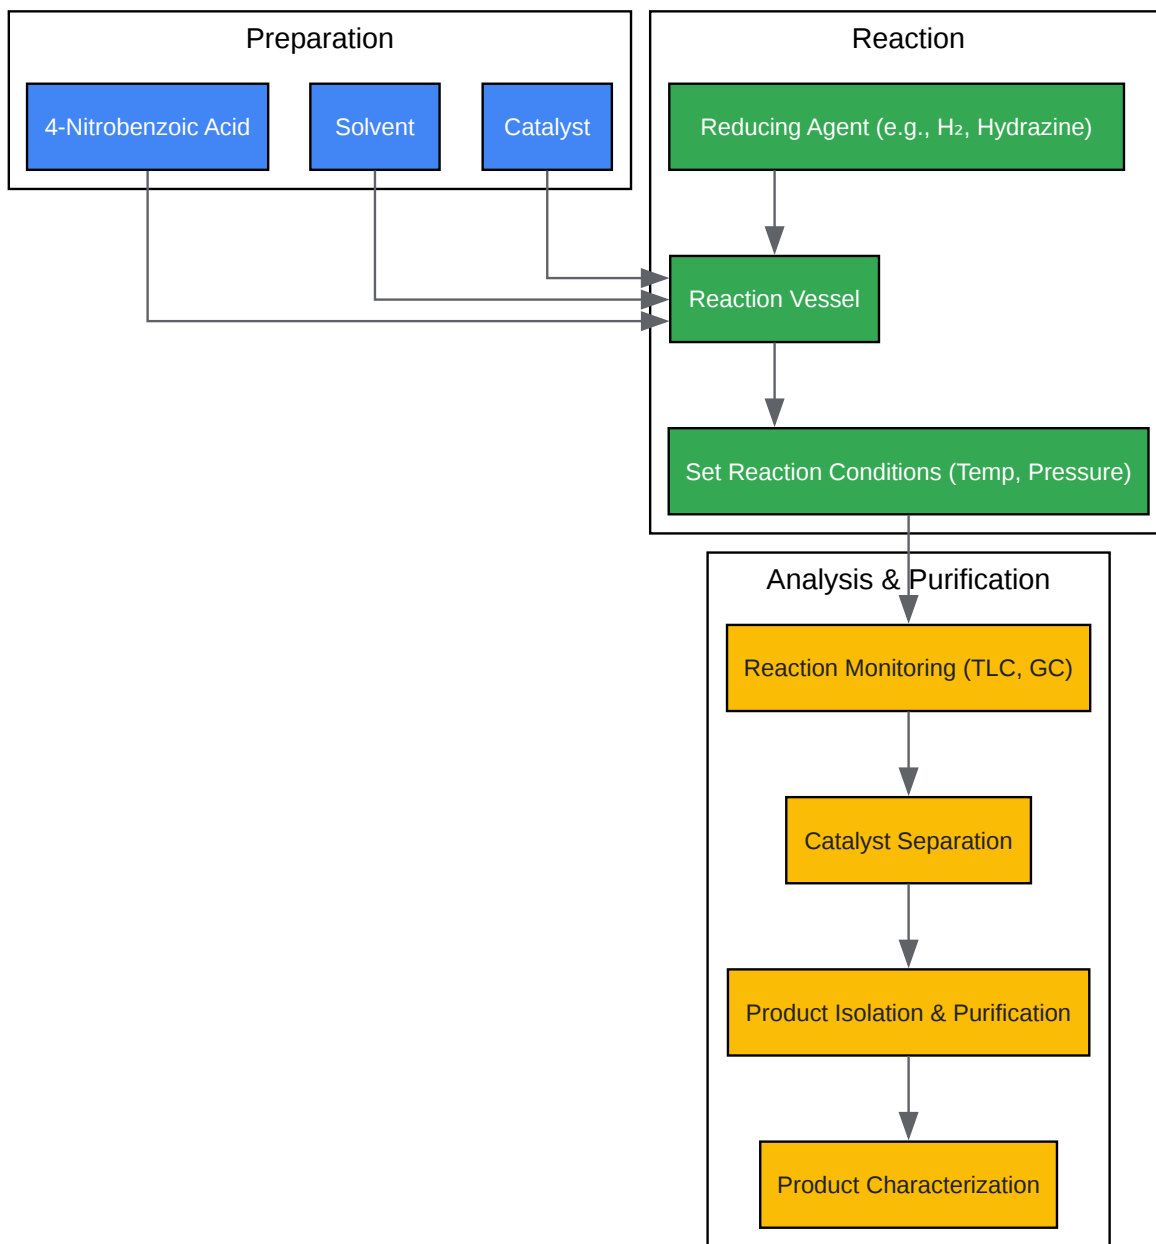 Preparation
4-Nitrobenzoic Acid
Solvent
Catalyst
Reaction
Reducing Agent (e.g., H₂, Hydrazine)
Reaction Vessel
Set Reaction Conditions (Temp, Pressure)
Analysis & Purification
Reaction Monitoring (TLC, GC)
Catalyst Separation
Product Isolation & Purification
Product Characterization